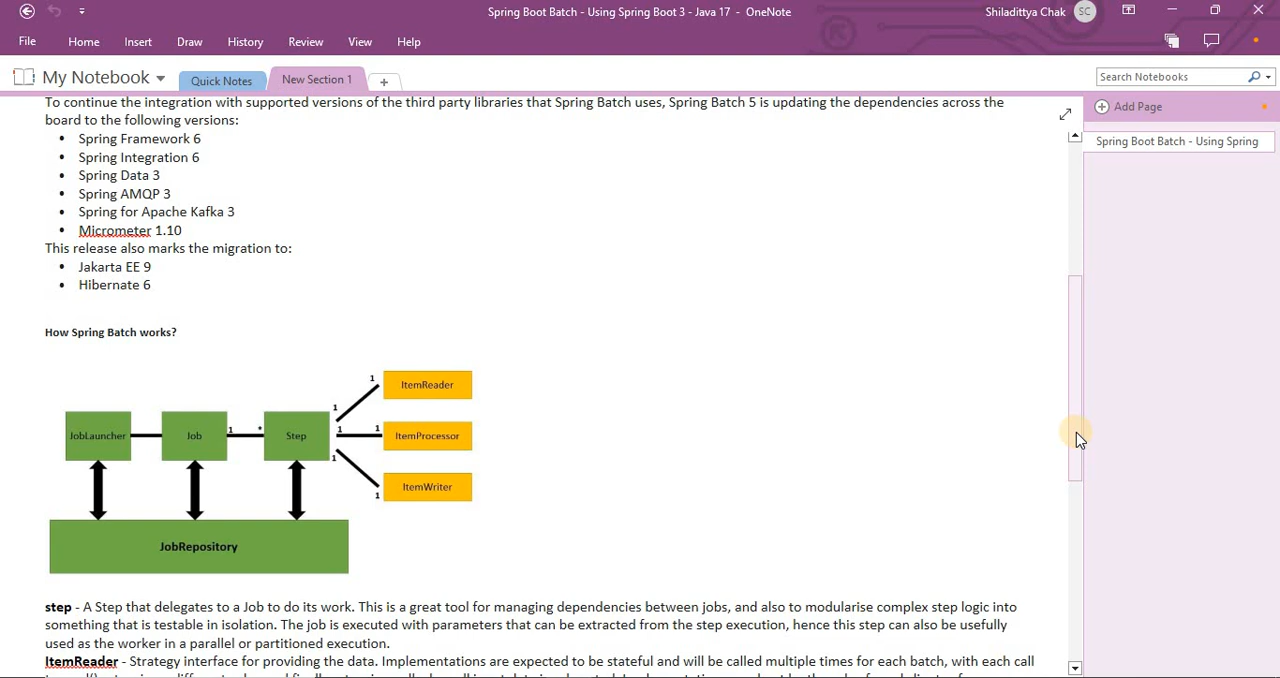 Spring Boot Batch - Using Spring Boot 3 - Java 17 - OneNote
Shiladittya Chak
SC
File Home Insert Draw History Review View Help
My Notebook
Quick Notes
New Section 1
+
Search Notebooks
Add Page
Spring Boot Batch - Using Spring
To continue the integration with supported versions of the third party libraries that Spring Batch uses, Spring Batch 5 is updating the dependencies across the
board to the following versions:
• Spring Framework 6
• Spring Integration 6
• Spring Data 3
• Spring AMQP 3
• Spring for Apache Kafka 3
• Micrometer 1.10
This release also marks the migration to:
• Jakarta EE 9
• Hibernate 6
How Spring Batch works?
1 ItemReader
1
JobLauncher Job 1 * Step 1 1 ItemProcessor
1
1 ItemWriter
JobRepository
step - A Step that delegates to a Job to do its work. This is a great tool for managing dependencies between jobs, and also to modularise complex step logic into
something that is testable in isolation. The job is executed with parameters that can be extracted from the step execution, hence this step can also be usefully
used as the worker in a parallel or partitioned execution.
ItemReader - Strategy interface for providing the data. Implementations are expected to be stateful and will be called multiple times for each batch, with each call